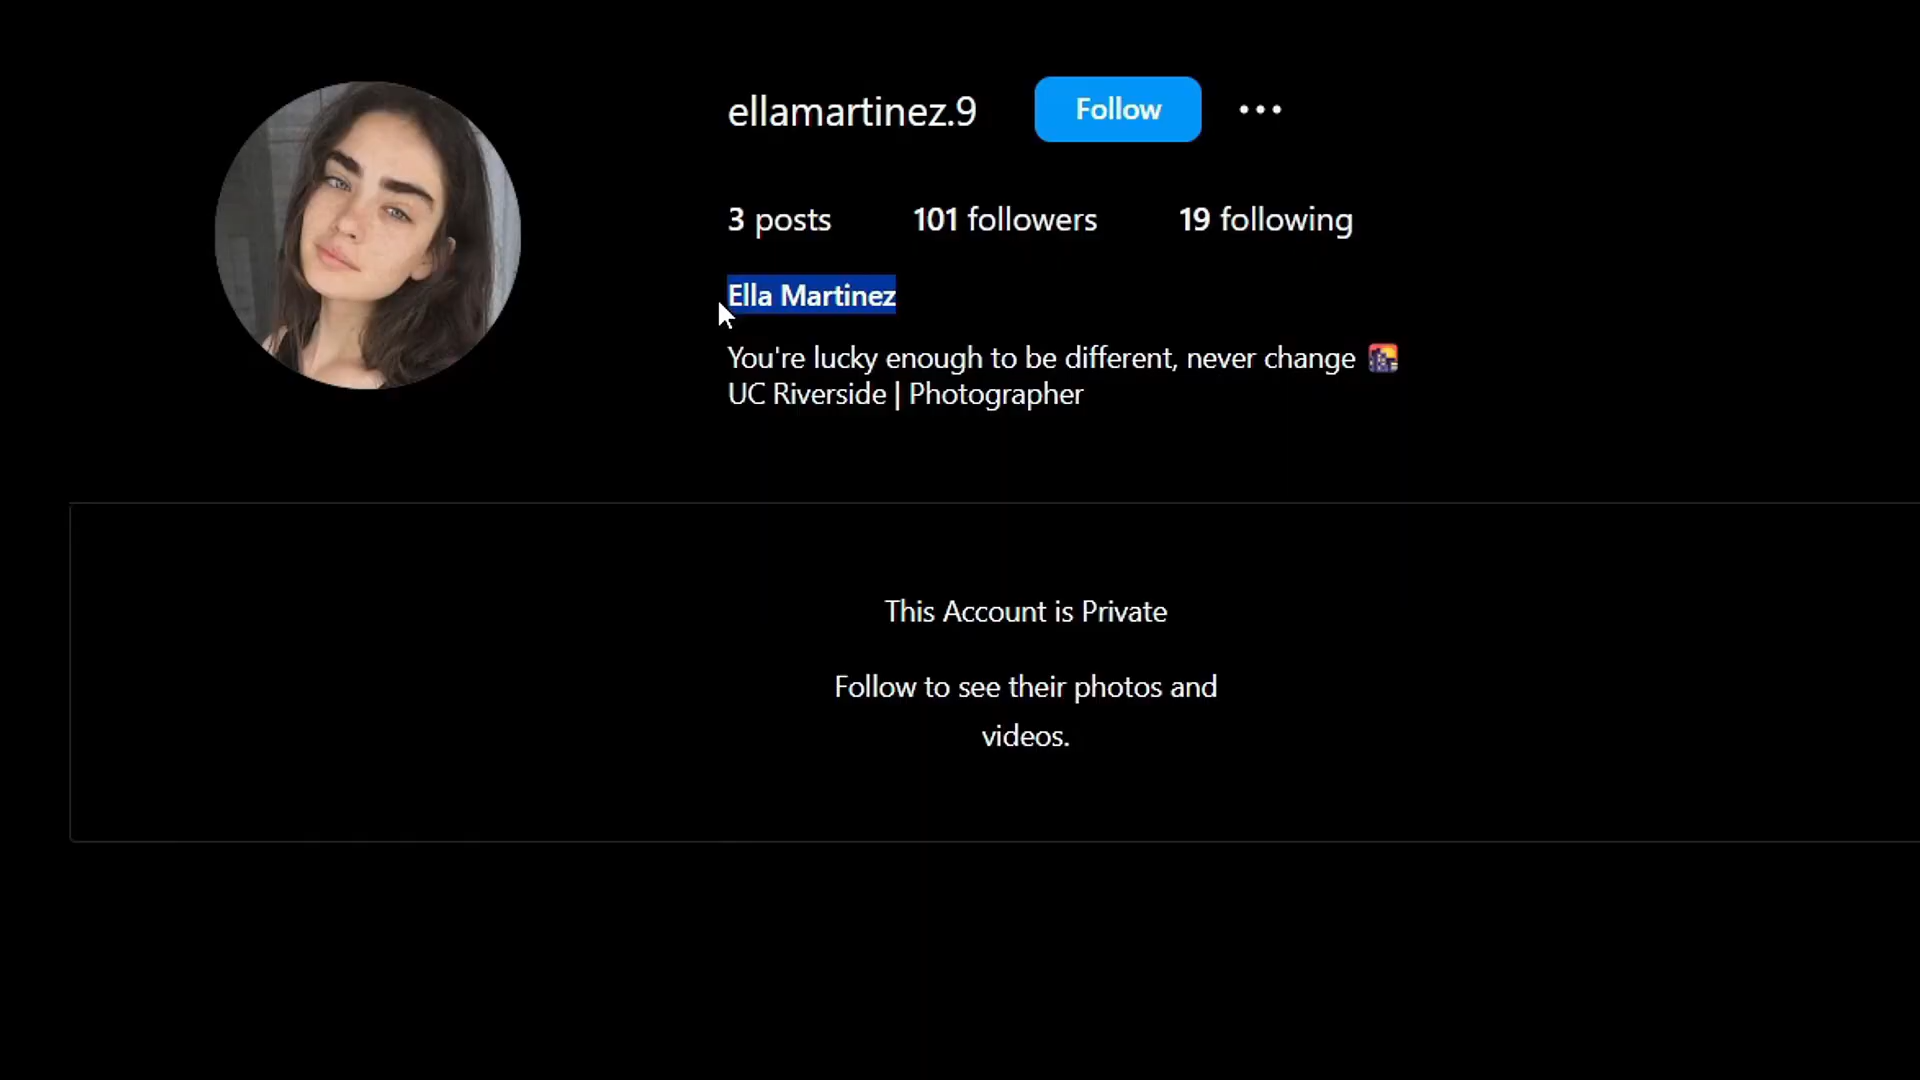 ellamartinez.9
Follow
3 posts 101 followers 19 following
Ella Martinez
You're lucky enough to be different, never change 🌇
UC Riverside | Photographer
This Account is Private
Follow to see their photos and
videos.